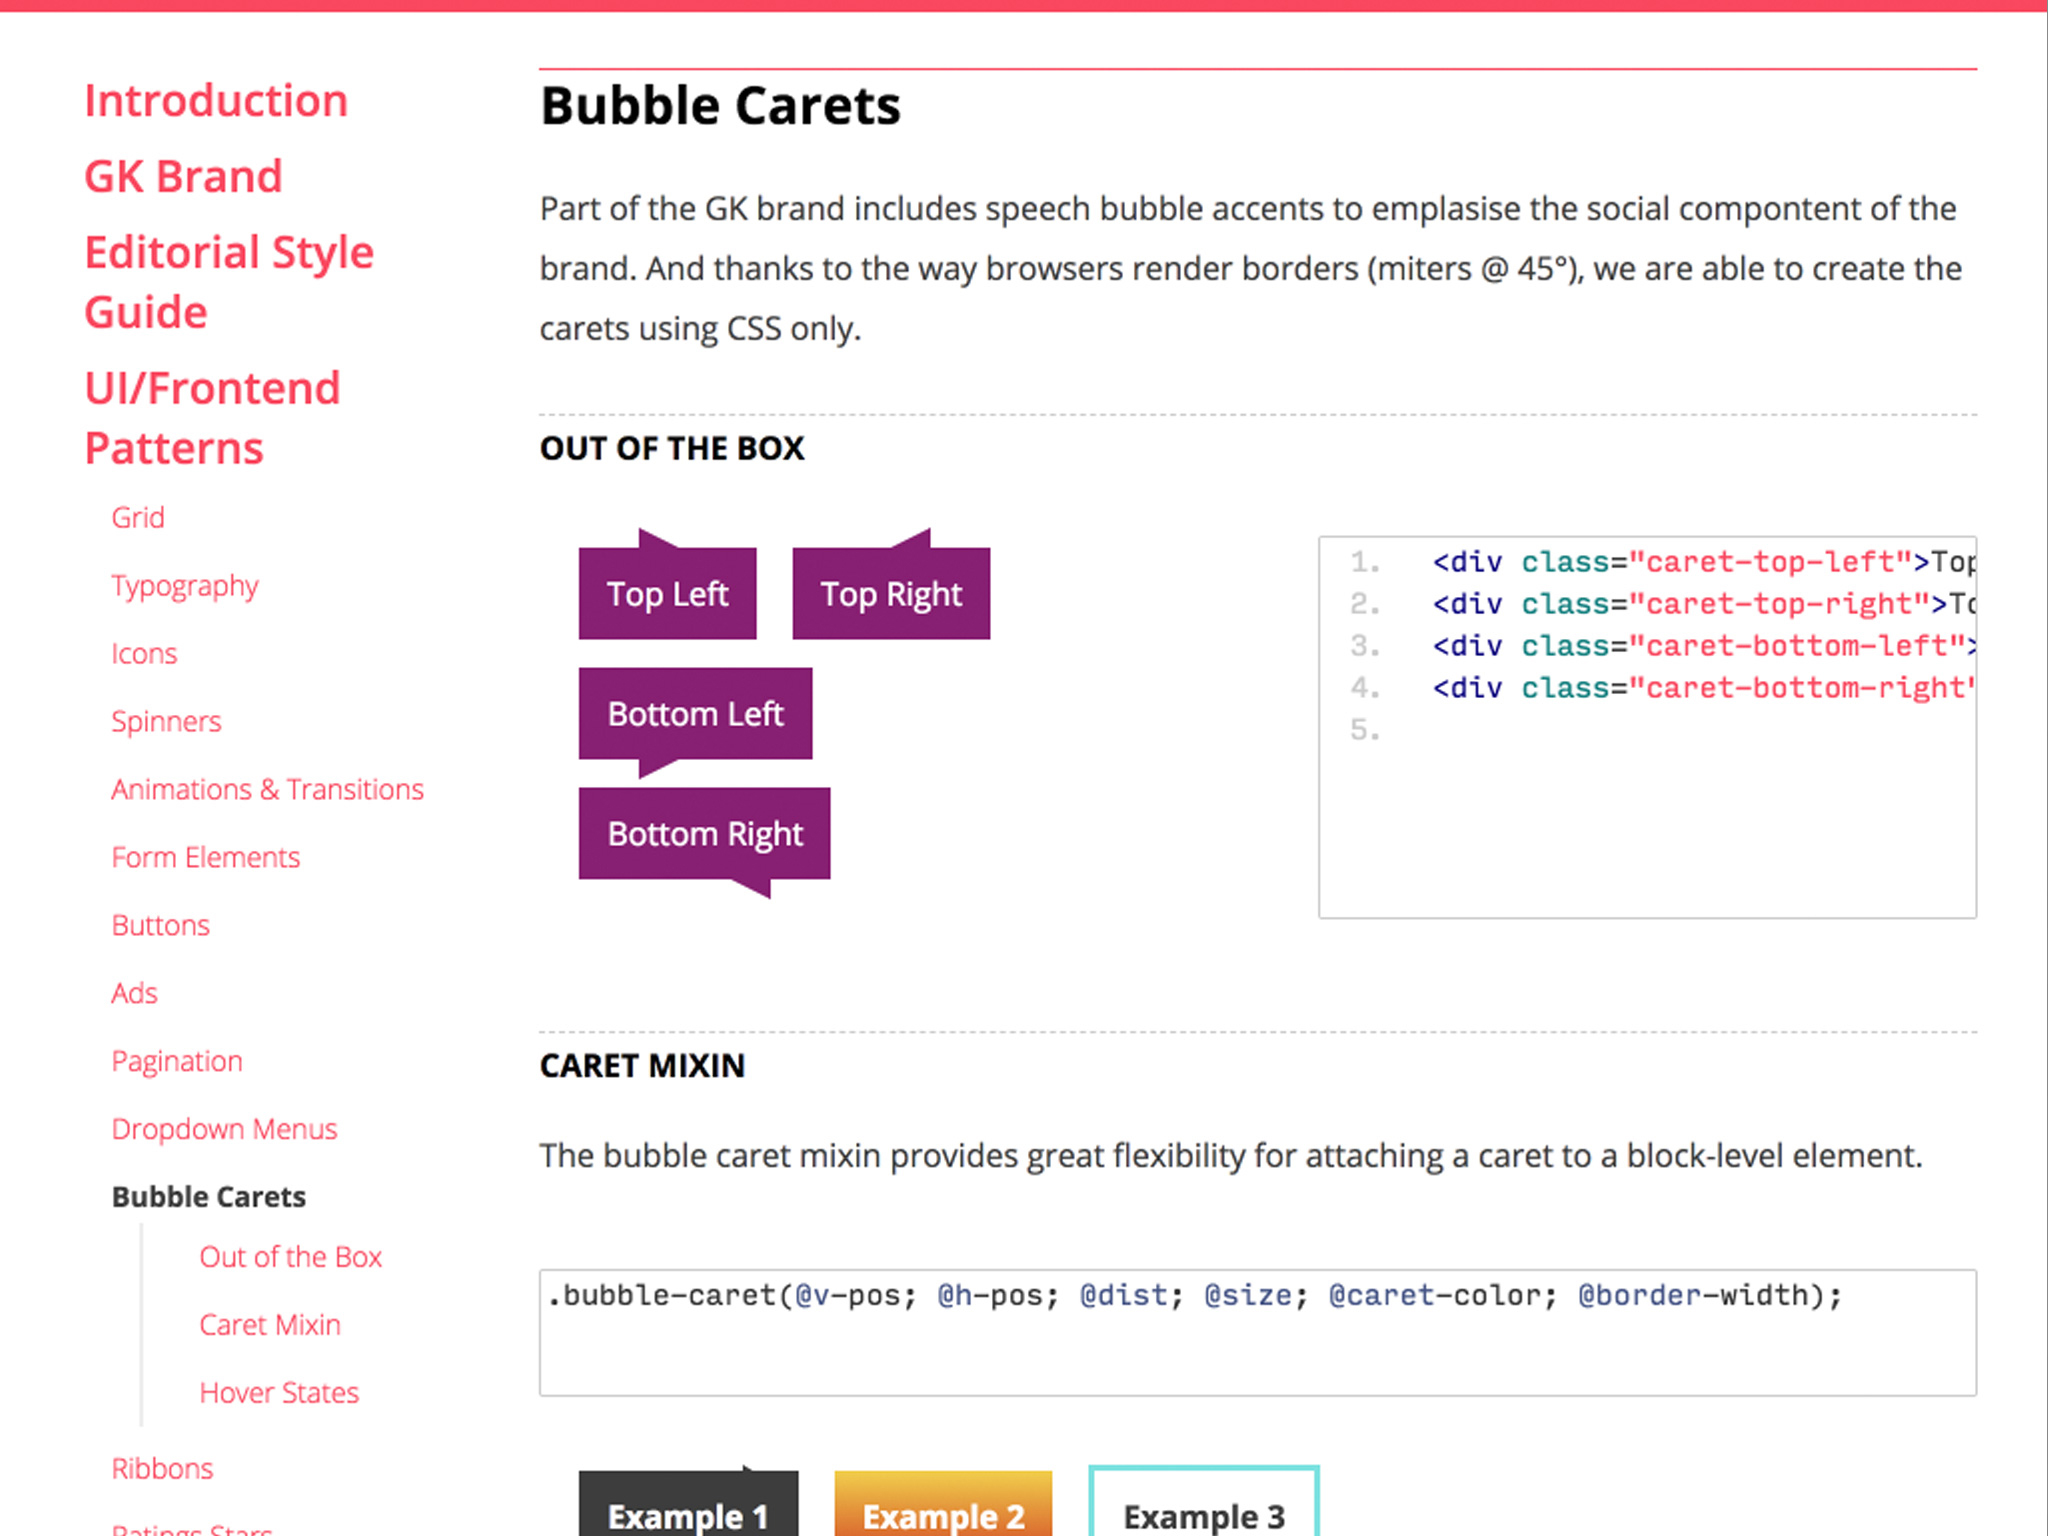 Introduction
GK Brand
Editorial Style
Guide
UI/Frontend
Patterns
Grid
Typography
Icons
Spinners
Animations & Transitions
Form Elements
Buttons
Ads
Pagination
Dropdown Menus
Bubble Carets
Out of the Box
Caret Mixin
Hover States
Ribbons
Ratings Stars
Bubble Carets
Part of the GK brand includes speech bubble accents to emplasise the social compontent of the
brand. And thanks to the way browsers render borders (miters @ 45°), we are able to create the
carets using CSS only.
OUT OF THE BOX
Top Left
Top Right
Bottom Left
Bottom Right
1. <div class="caret-top-left">Top
2. <div class="caret-top-right">To
3. <div class="caret-bottom-left">
4. <div class="caret-bottom-right"
5.
CARET MIXIN
The bubble caret mixin provides great flexibility for attaching a caret to a block-level element.
.bubble-caret(@v-pos; @h-pos; @dist; @size; @caret-color; @border-width);
Example 1
Example 2
Example 3